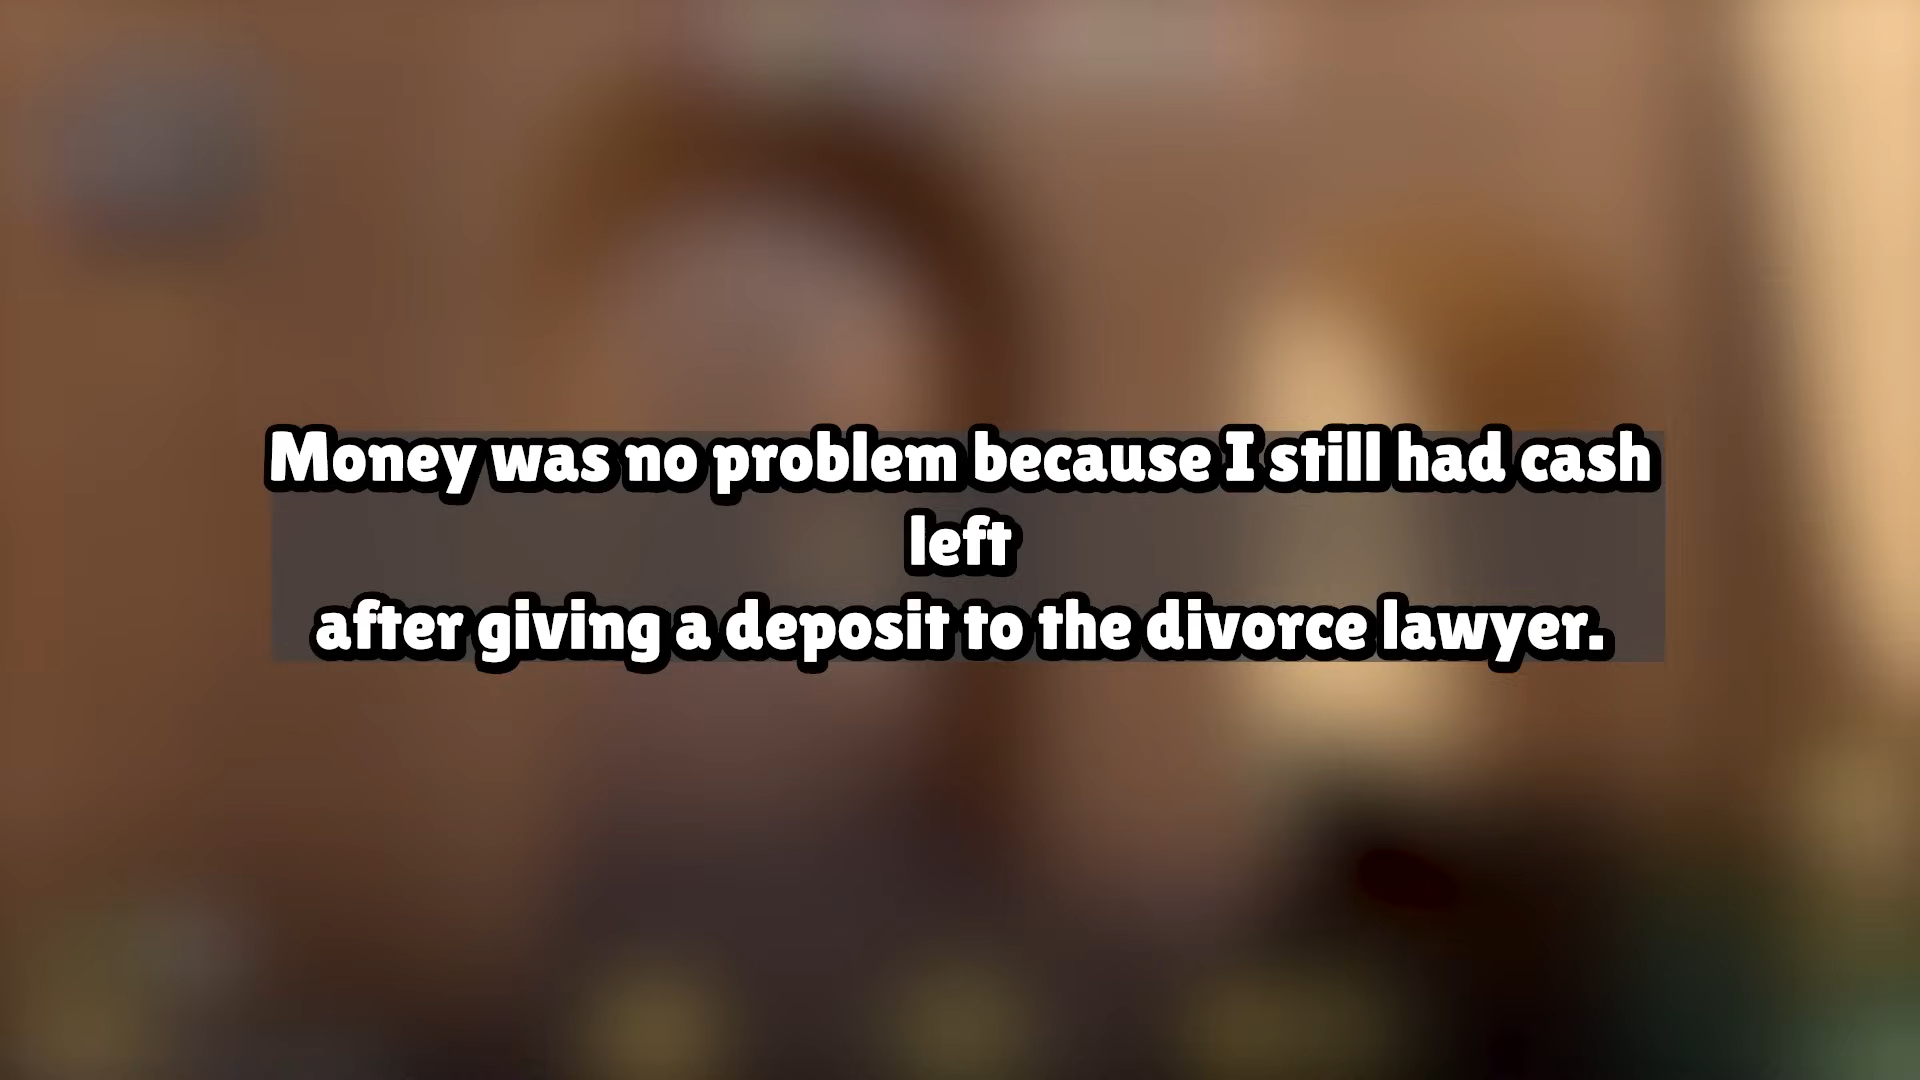 Money was no problem because I still had cash
left
after giving a deposit to the divorce lawyer.